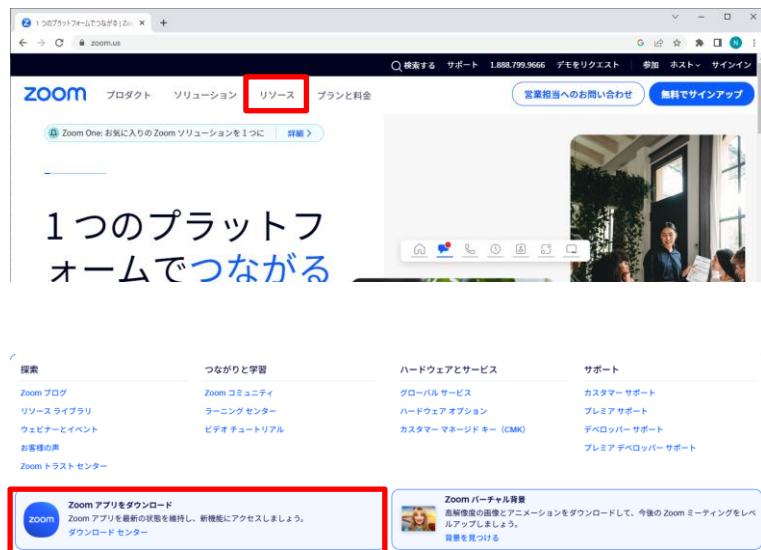 1 つのプラットフォームでつながる | Zo
zoom.us
検索する サポート 1.888.799.9666 デモをリクエスト 参加 ホスト サインイン
zoom プロダクト ソリューション リソース プランと料金 営業担当へのお問い合わせ 無料でサインアップ
Zoom One: お気に入りの Zoom ソリューションを 1 つに 詳細
1 つのプラットフ
ォームでつながる
探索 つながりと学習 ハードウェアとサービス サポート
Zoom ブログ Zoom コミュニティ グローバル サービス カスタマー サポート
リソース ライブラリ ラーニング センター ハードウェア オプション プレミア サポート
ウェビナーとイベント ビデオ チュートリアル カスタマー マネージド キー（CMK） デベロッパー サポート
お客様の声 プレミア デベロッパー サポート
Zoom トラスト センター
zoom
Zoom アプリをダウンロード
Zoom アプリを最新の状態を維持し、新機能にアクセスしましょう。
ダウンロード センター
Zoom バーチャル背景
高解像度の画像とアニメーションをダウンロードして、今後の Zoom ミーティングをレベ
ルアップしましょう。
背景を見つける